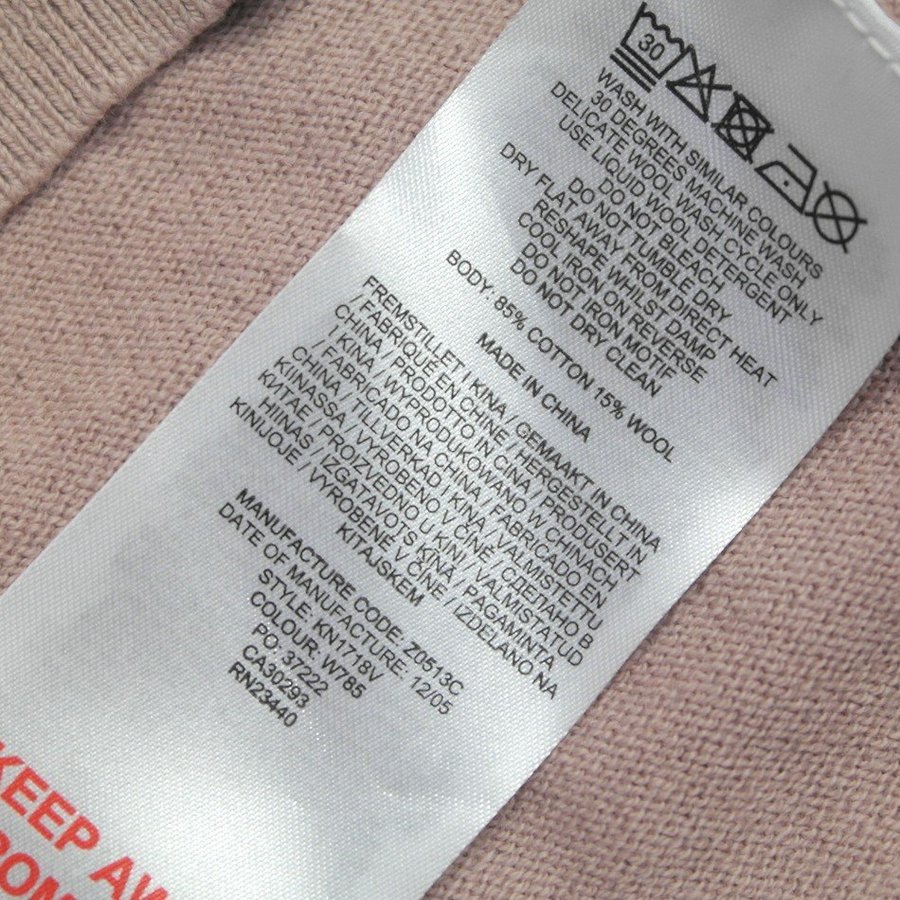 30
WASH WITH SIMILAR COLOURS
30 DEGREES MACHINE WASH
DELICATE WOOL WASH CYCLE ONLY
USE LIQUID WOOL DETERGENT
DO NOT BLEACH
DO NOT TUMBLE DRY
DRY FLAT AWAY FROM DIRECT HEAT
RESHAPE WHILST DAMP
COOL IRON ON REVERSE
DO NOT IRON MOTIF
DO NOT DRY CLEAN
BODY: 85% COTTON 15% WOOL
MADE IN CHINA
FREMSTILLET I KINA / GEMAAKT IN CHINA
/ FABRIQUÉ EN CHINE / HERGESTELLT IN
CHINA / PRODOTTO IN CINA / PRODUSERT
I KINA / WYPRODUKOWANO W CHINACH
/ FABRICADO NA CHINA / FABRICADO EN
CHINA / TILLVERKAD I KINA / VALMISTETTU
KIINASSA / VYROBENO V ČÍNĚ / СДЕЛАНО В
КИТАЕ / PROIZVEDNO U KINI / VALMISTATUD
HIINAS / IZGATAVOTS ĶĪNĀ / PAGAMINTA
KINIJOJE / VYROBENÉ V ČÍNE / IZDELANO NA
KITAJSKEM
MANUFACTURE CODE: Z0513C
DATE OF MANUFACTURE: 12/05
STYLE: KN1718V
COLOUR: W785
PO: 37222
CA30293
RN23440
KEEP AW
ROM